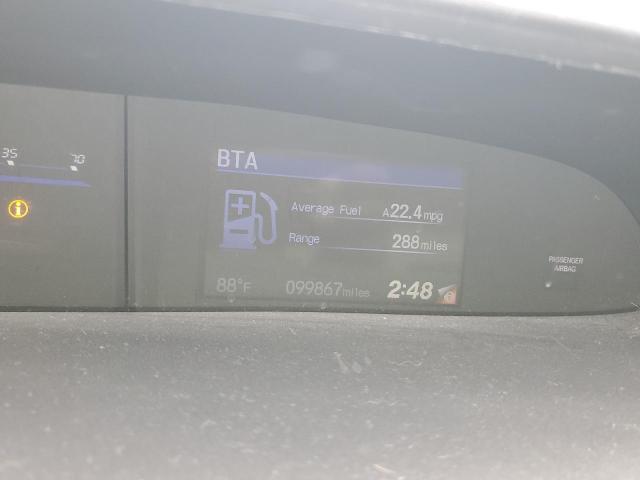 35 70
BTA
Average Fuel A22.4mpg
Range 288miles
PASSENGER
AIRBAG
88°F 099867miles 2:48